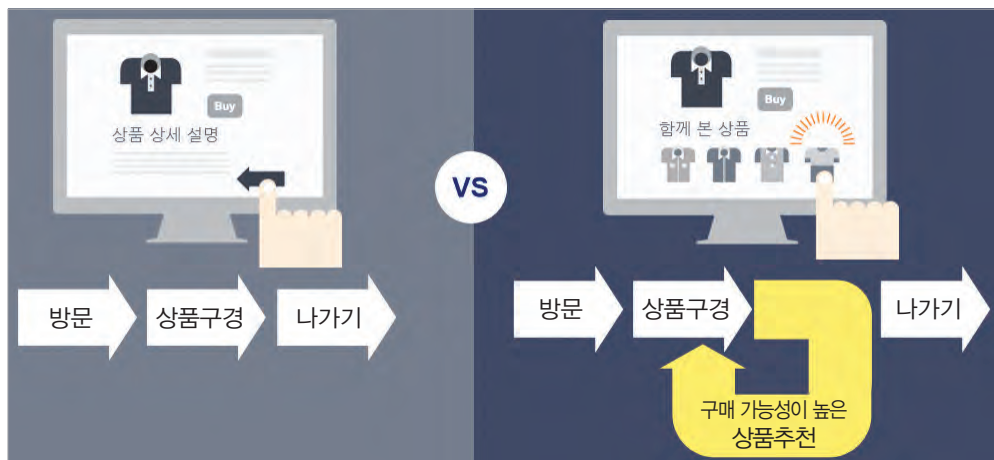 Buy
상품 상세 설명
방문
상품구경
나가기
VS
Buy
함께 본 상품
방문
상품구경
나가기
구매 가능성이 높은
상품추천